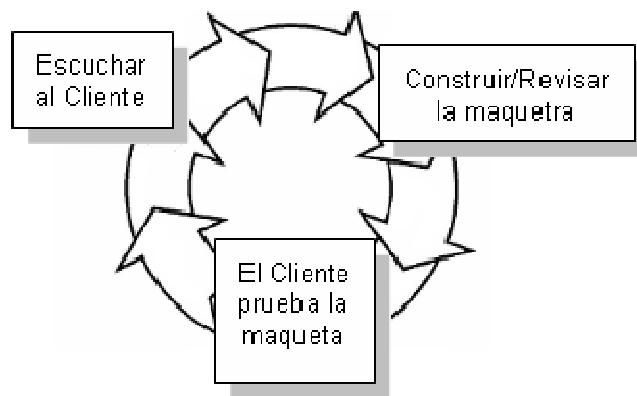 Escuchar
al Cliente
Construir/Revisar
la maquetra
El Cliente
prueba la
maqueta